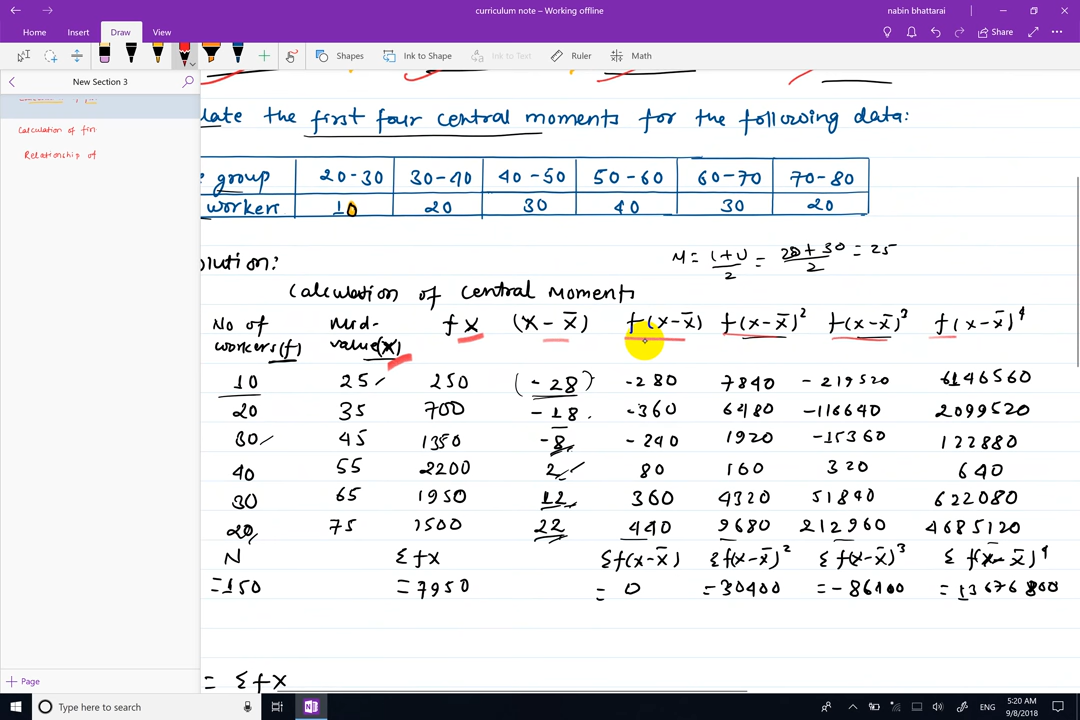 curriculum note – Working offline
nabin bhattarai
Home Insert Draw View
Share
Shapes Ink to Shape Ink to Text Ruler Math
New Section 3
Calculation of fin
Relationship of
late the first four central moments for the following data:
group 20-30 30-40 40-50 50-60 60-70 70-80
workers 10 20 30 40 30 20
olution:
M = L+U/2 = 20+30/2 = 25
Calculation of central Moments
No of workers(f) Mid-value(X) fX (X - X̄) f(X-X̄) f(X-X̄)² f(X-X̄)³ f(X-X̄)⁴
10 25 250 (-28) -280 7840 -219520 6146560
20 35 700 -18 -360 6480 -116640 2099520
30 45 1350 -8 -240 1920 -15360 122880
40 55 2200 2 80 160 320 640
30 65 1950 12 360 4320 51840 622080
20 75 1500 22 440 9680 212960 4685120
N Σfx Σf(X-X̄) Σf(X-X̄)² Σf(X-X̄)³ Σf(X-X̄)⁴
=150 =7950 = 0 =30400 =-86400 =13676800
= Σfx
+ Page
Type here to search
ENG
5:20 AM
9/8/2018